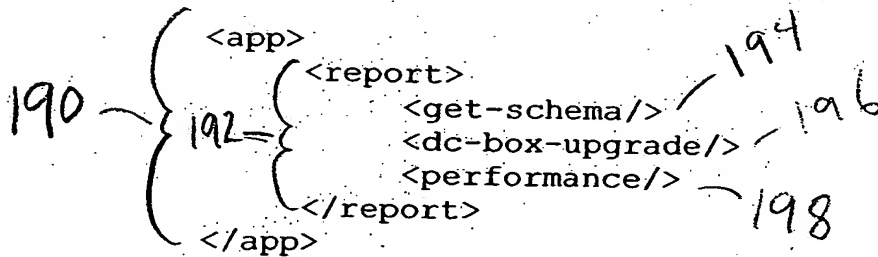 <app>
<report>
194
<get-schema/>
196
190
192
<dc-box-upgrade/>
<performance/>
</report>
198
</app>